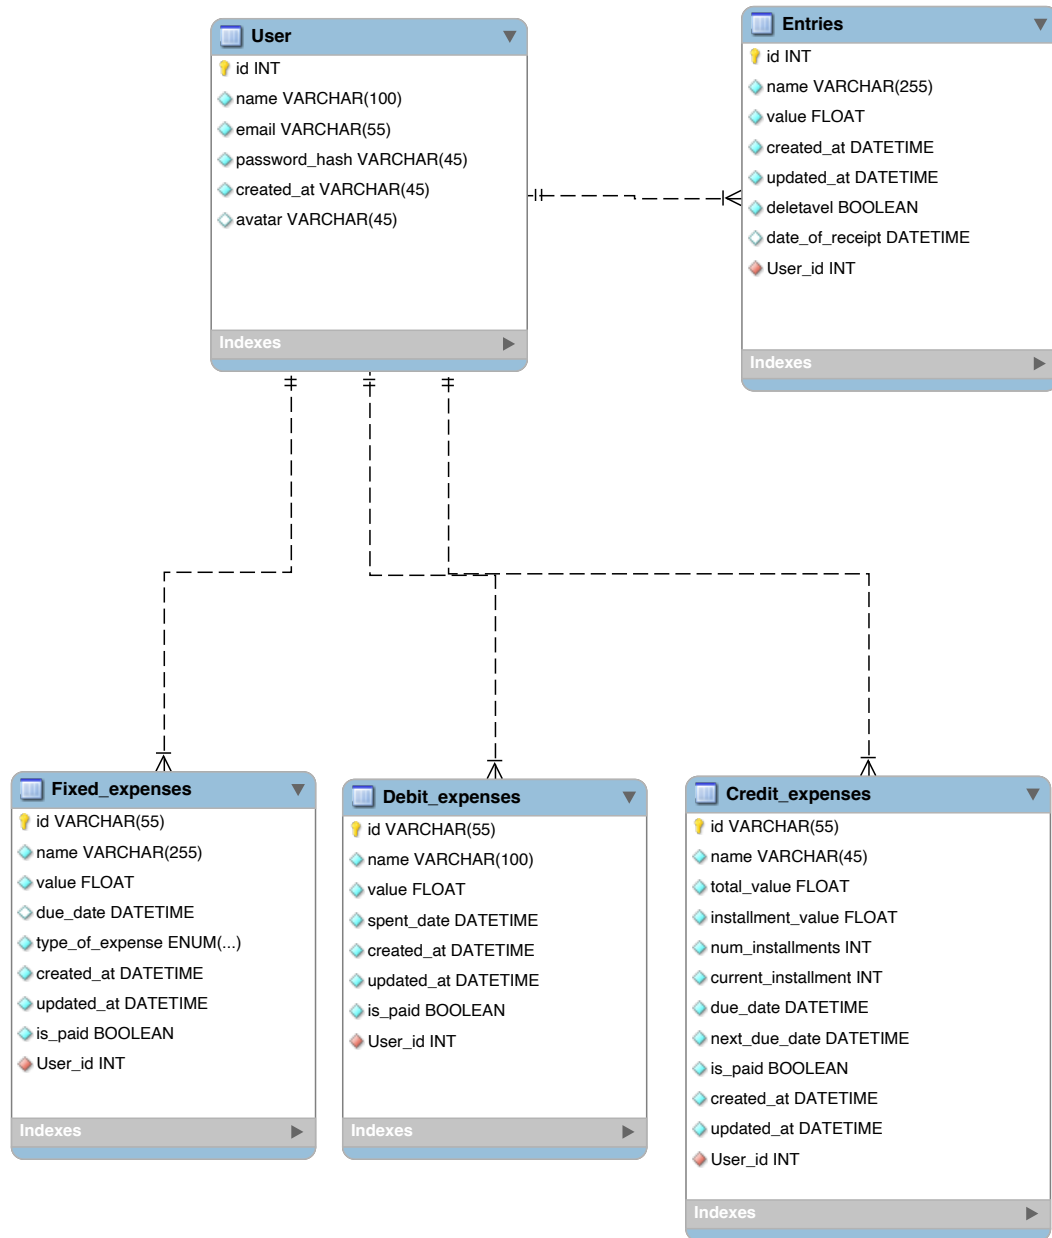 User
id INT
name VARCHAR(100)
email VARCHAR(55)
password_hash VARCHAR(45)
created_at VARCHAR(45)
avatar VARCHAR(45)
Indexes
Entries
id INT
name VARCHAR(255)
value FLOAT
created_at DATETIME
updated_at DATETIME
deletavel BOOLEAN
date_of_receipt DATETIME
User_id INT
Indexes
Fixed_expenses
id VARCHAR(55)
name VARCHAR(255)
value FLOAT
due_date DATETIME
type_of_expense ENUM(...)
created_at DATETIME
updated_at DATETIME
is_paid BOOLEAN
User_id INT
Indexes
Debit_expenses
id VARCHAR(55)
name VARCHAR(100)
value FLOAT
spent_date DATETIME
created_at DATETIME
updated_at DATETIME
is_paid BOOLEAN
User_id INT
Indexes
Credit_expenses
id VARCHAR(55)
name VARCHAR(45)
total_value FLOAT
installment_value FLOAT
num_installments INT
current_installment INT
due_date DATETIME
next_due_date DATETIME
is_paid BOOLEAN
created_at DATETIME
updated_at DATETIME
User_id INT
Indexes